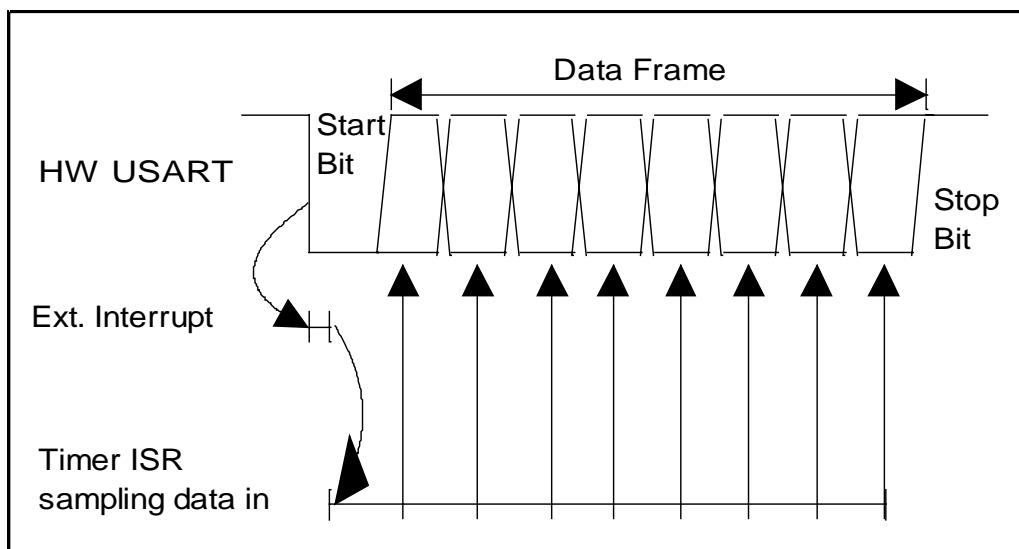 Data Frame
Start
Bit
HW USART
Stop
Bit
Ext. Interrupt
Timer ISR
sampling data in